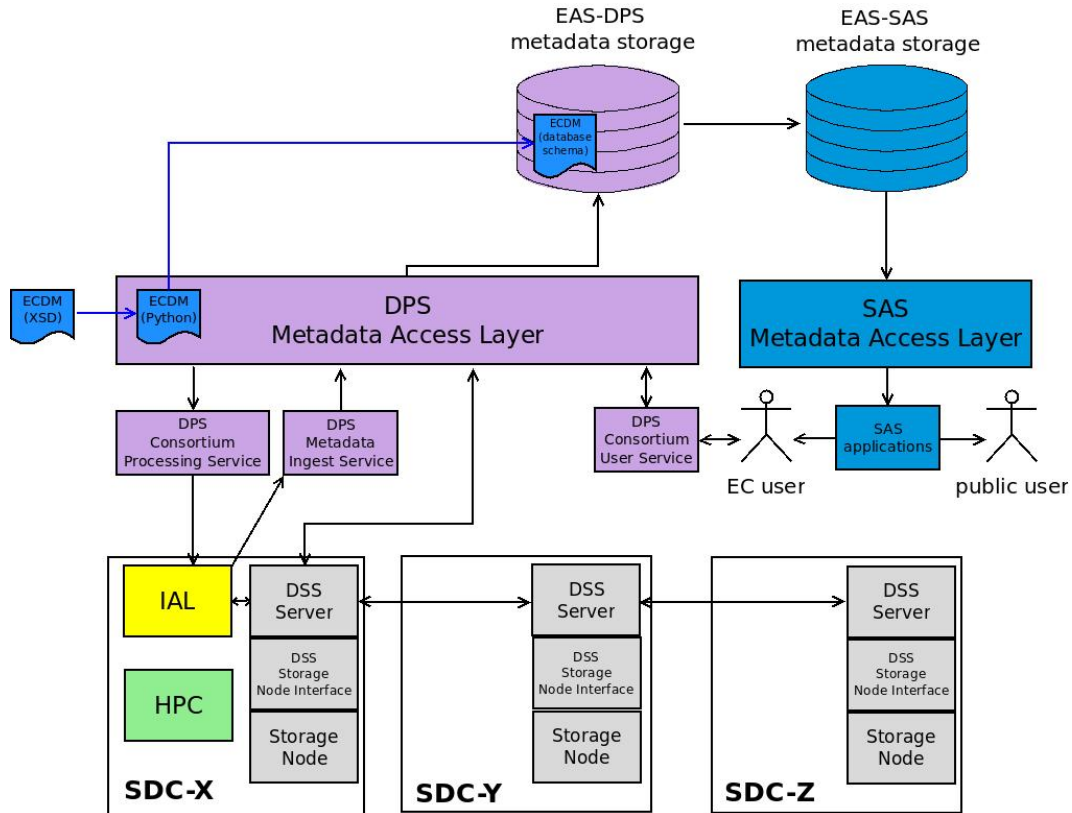 EAS-DPS
metadata storage
EAS-SAS
metadata storage
ECDM
(database
schema)
ECDM
(XSD)
ECDM
(Python)
DPS
Metadata Access Layer
SAS
Metadata Access Layer
DPS
Consortium
Processing Service
DPS
Metadata
Ingest Service
DPS
Consortium
User Service
EC user
SAS
applications
public user
IAL
HPC
DSS
Server
DSS
Storage
Node Interface
Storage
Node
SDC-X
DSS
Server
DSS
Storage
Node Interface
Storage
Node
SDC-Y
DSS
Server
DSS
Storage
Node Interface
Storage
Node
SDC-Z